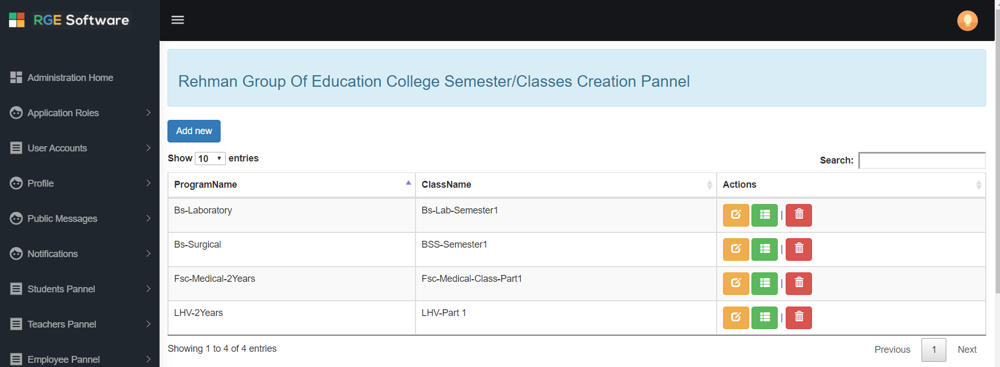 RGE Software
Administration Home
Application Roles
User Accounts
Profile
Public Messages
Notifications
Students Pannel
Teachers Pannel
Employee Pannel
Rehman Group Of Education College Semester/Classes Creation Pannel
Add new
Show 10 entries
Search:
ProgramName ClassName Actions
Bs-Laboratory Bs-Lab-Semester1 |
Bs-Surgical BSS-Semester1 |
Fsc-Medical-2Years Fsc-Medical-Class-Part1 |
LHV-2Years LHV-Part 1 |
Showing 1 to 4 of 4 entries
Previous 1 Next